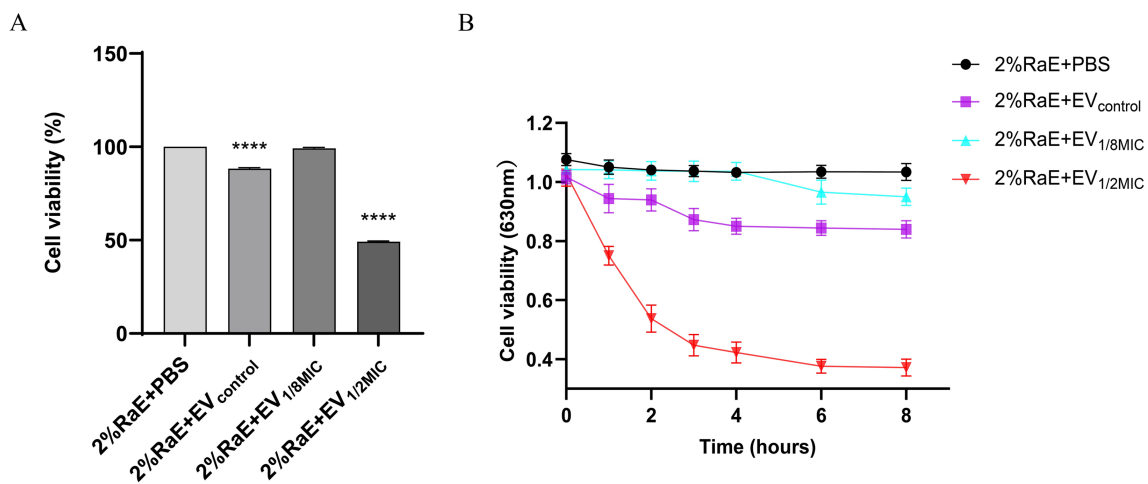 A
Cell viability (%)
150
100
50
0
****
****
2%RaE+PBS
2%RaE+EVcontrol
2%RaE+EV1/8MIC
2%RaE+EV1/2MIC
B
2%RaE+PBS
2%RaE+EVcontrol
2%RaE+EV1/8MIC
2%RaE+EV1/2MIC
Cell viability (630nm)
1.2
1.0
0.8
0.6
0.4
0
2
4
6
8
Time (hours)